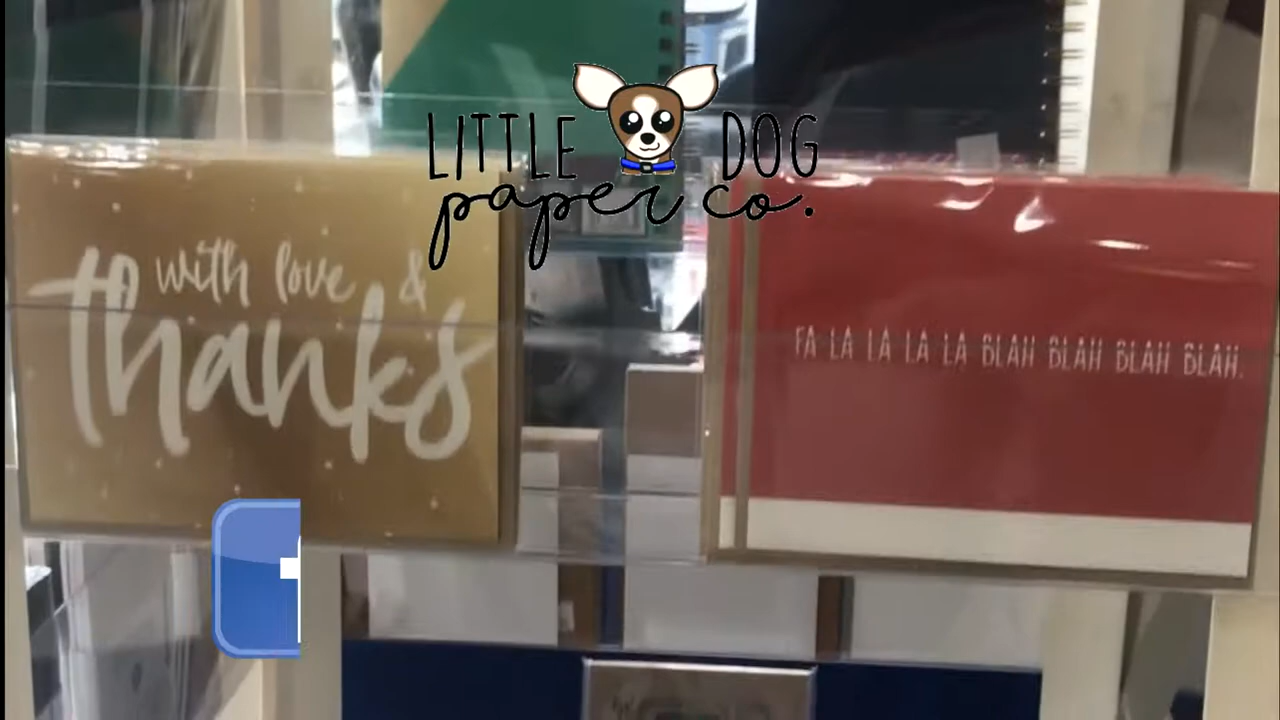 LITTLE DOG
paper co.
with love &
thanks
FA LA LA LA LA BLAH BLAH BLAH BLAH.